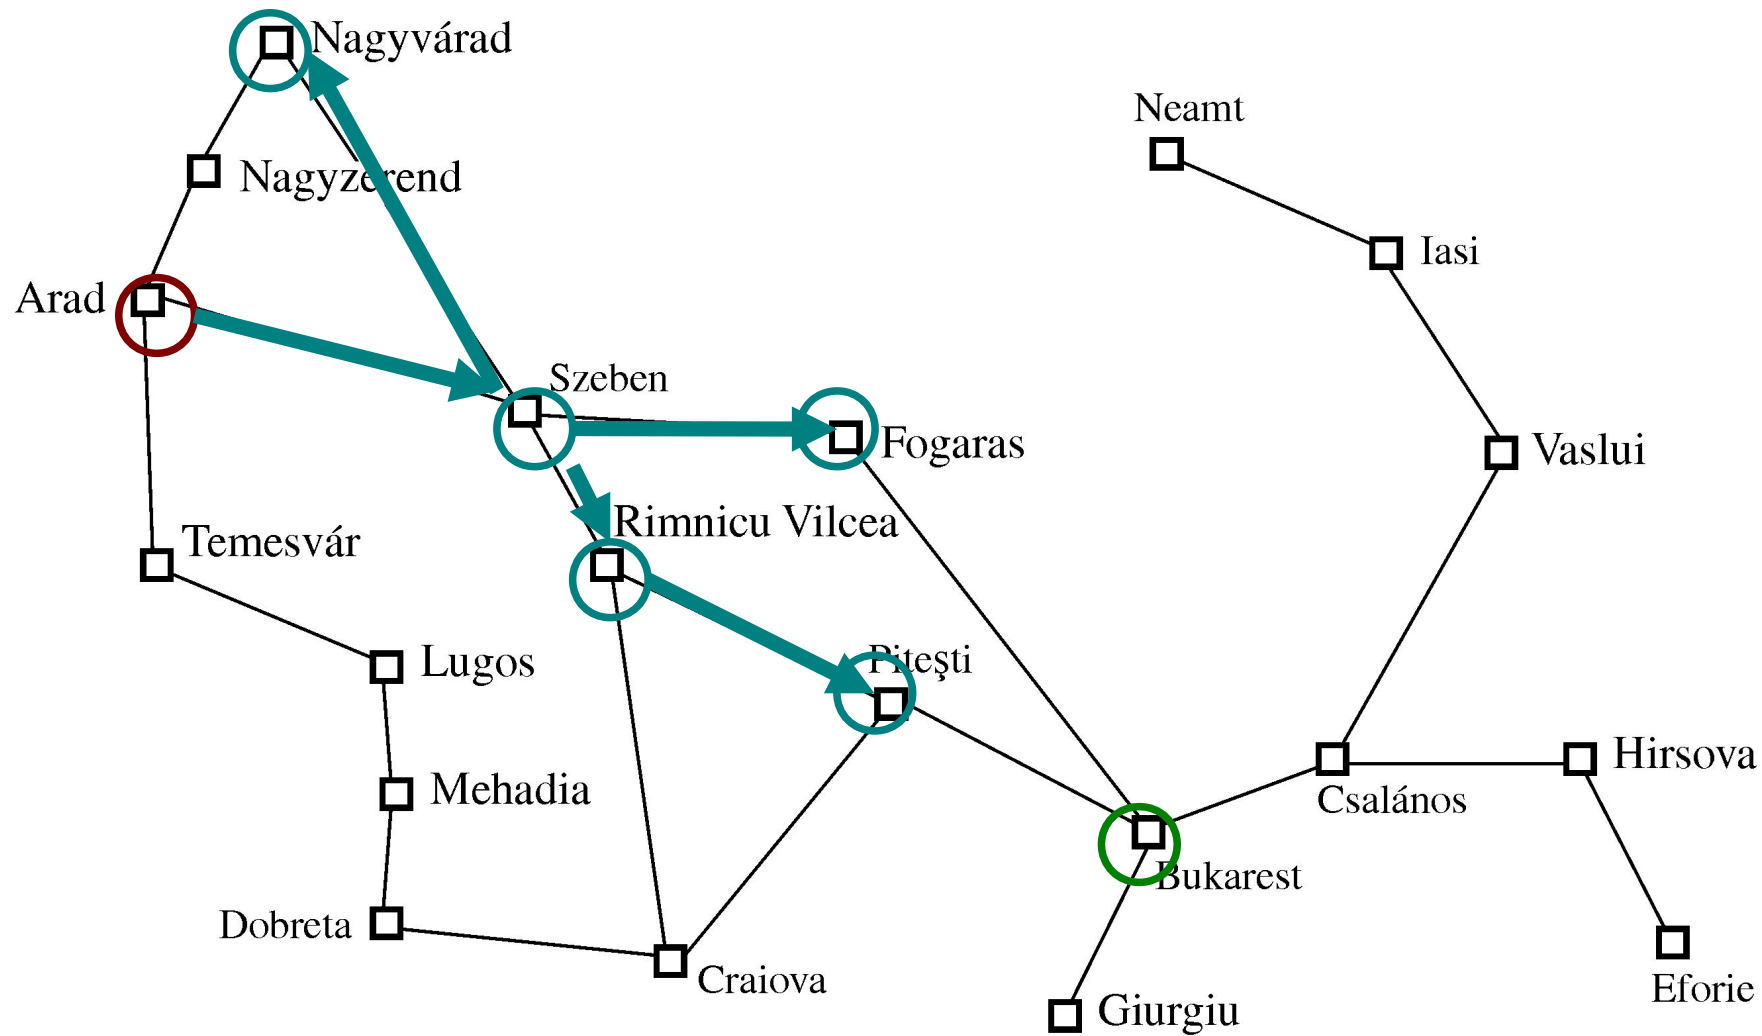 Nagyvárad
Neamt
Nagyzerend
Iasi
Arad
Szeben
Fogaras
Vaslui
Rimnicu Vilcea
Temesvár
Lugos
Piteşti
Hirsova
Mehadia
Csalános
Bukarest
Dobreta
Craiova
Eforie
Giurgiu